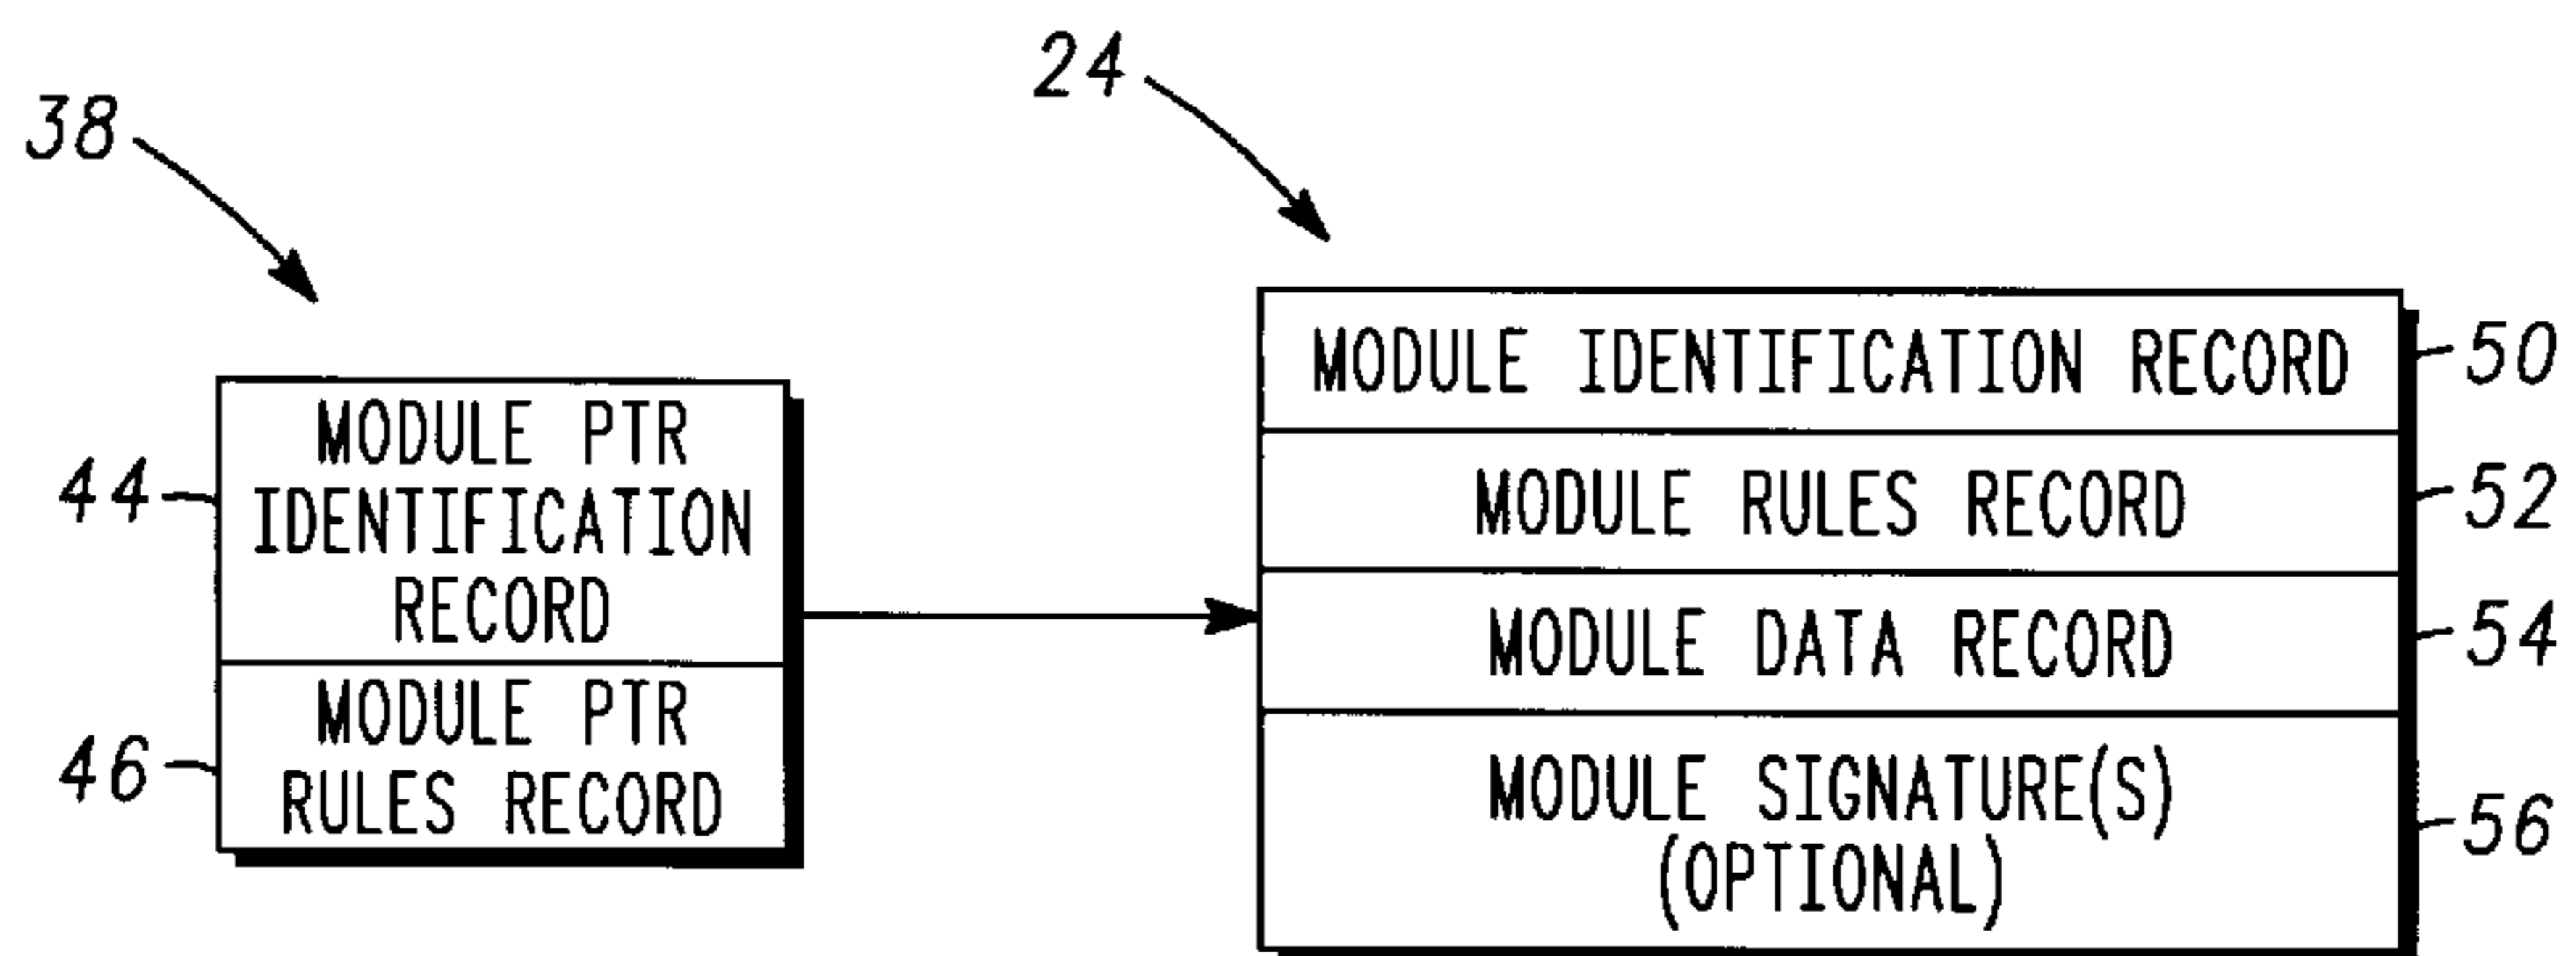 38
24
44
MODULE PTR
IDENTIFICATION
RECORD
46
MODULE PTR
RULES RECORD
MODULE IDENTIFICATION RECORD
50
MODULE RULES RECORD
52
MODULE DATA RECORD
54
MODULE SIGNATURE(S)
(OPTIONAL)
56